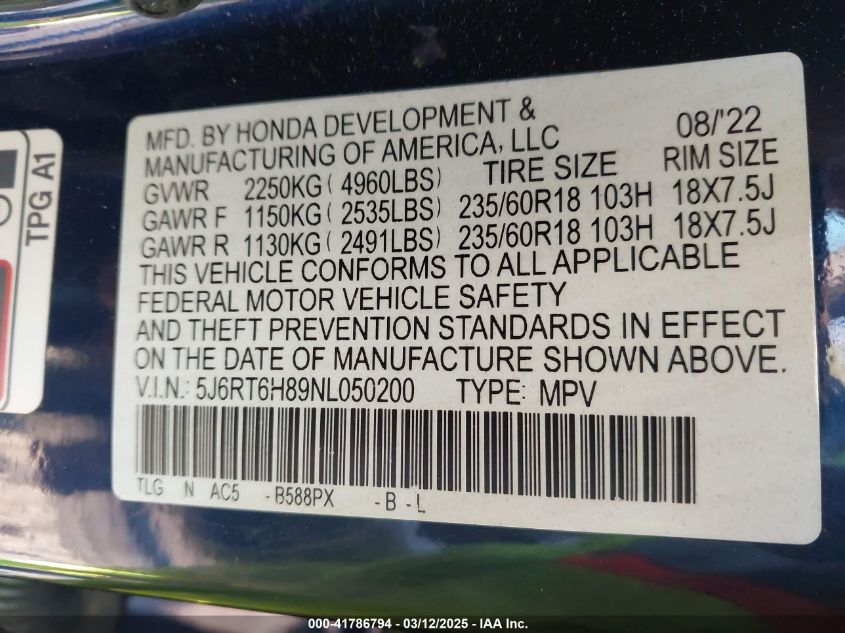 MFD. BY HONDA DEVELOPMENT &
MANUFACTURING OF AMERICA, LLC 08/'22
GVWR 2250KG ( 4960LBS) TIRE SIZE RIM SIZE
GAWR F 1150KG ( 2535LBS) 235/60R18 103H 18X7.5J
GAWR R 1130KG ( 2491LBS) 235/60R18 103H 18X7.5J
THIS VEHICLE CONFORMS TO ALL APPLICABLE
FEDERAL MOTOR VEHICLE SAFETY
AND THEFT PREVENTION STANDARDS IN EFFECT
ON THE DATE OF MANUFACTURE SHOWN ABOVE.
V.I.N.: 5J6RT6H89NL050200 TYPE: MPV
TLG N AC5 -B588PX -B-L
TPG A1
000-41786794 - 03/12/2025 - IAA Inc.